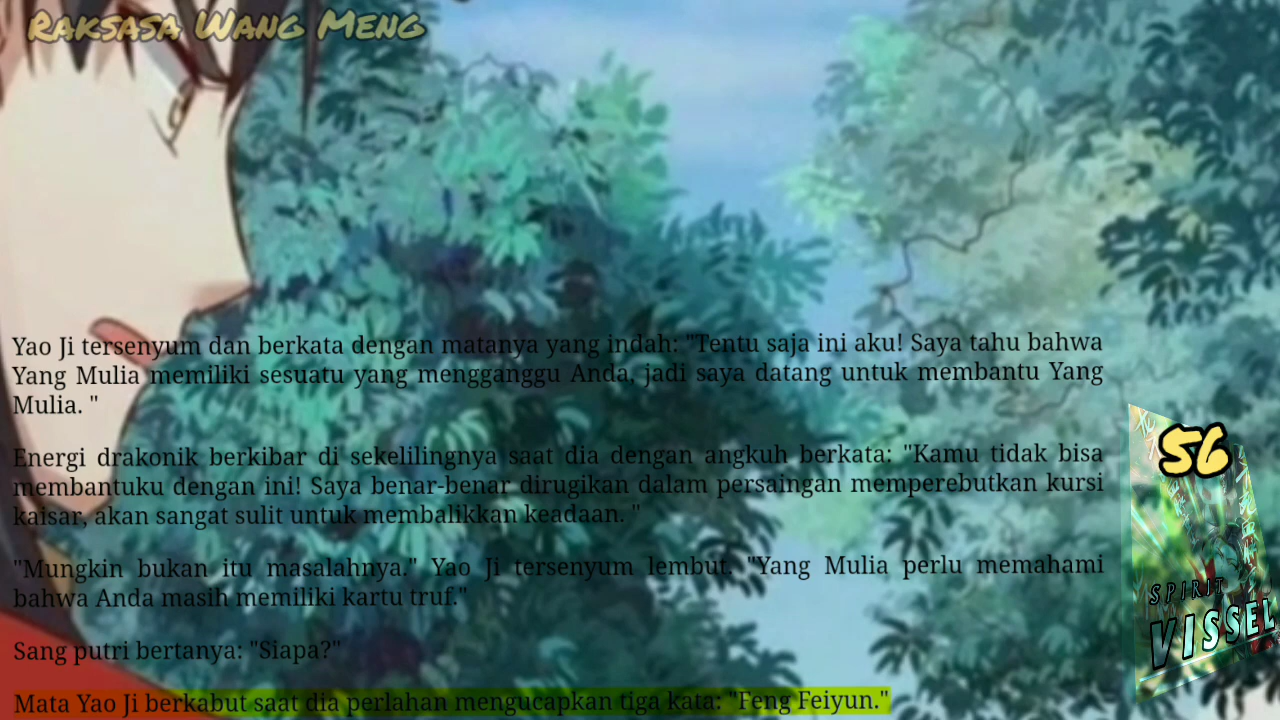 Raksasa Wang Meng
Yao Ji tersenyum dan berkata dengan matanya yang indah: "Tentu saja ini aku! Saya tahu bahwa
Yang Mulia memiliki sesuatu yang mengganggu Anda, jadi saya datang untuk membantu Yang
Mulia. "
Energi drakonik berkibar di sekelilingnya saat dia dengan angkuh berkata: "Kamu tidak bisa
membantuku dengan ini! Saya benar-benar dirugikan dalam persaingan memperebutkan kursi
kaisar, akan sangat sulit untuk membalikkan keadaan. "
"Mungkin bukan itu masalahnya." Yao Ji tersenyum lembut. "Yang Mulia perlu memahami
bahwa Anda masih memiliki kartu truf."
Sang putri bertanya: "Siapa?"
Mata Yao Ji berkabut saat dia perlahan mengucapkan tiga kata: "Feng Feiyun."
56
SPIRIT
VISSEL